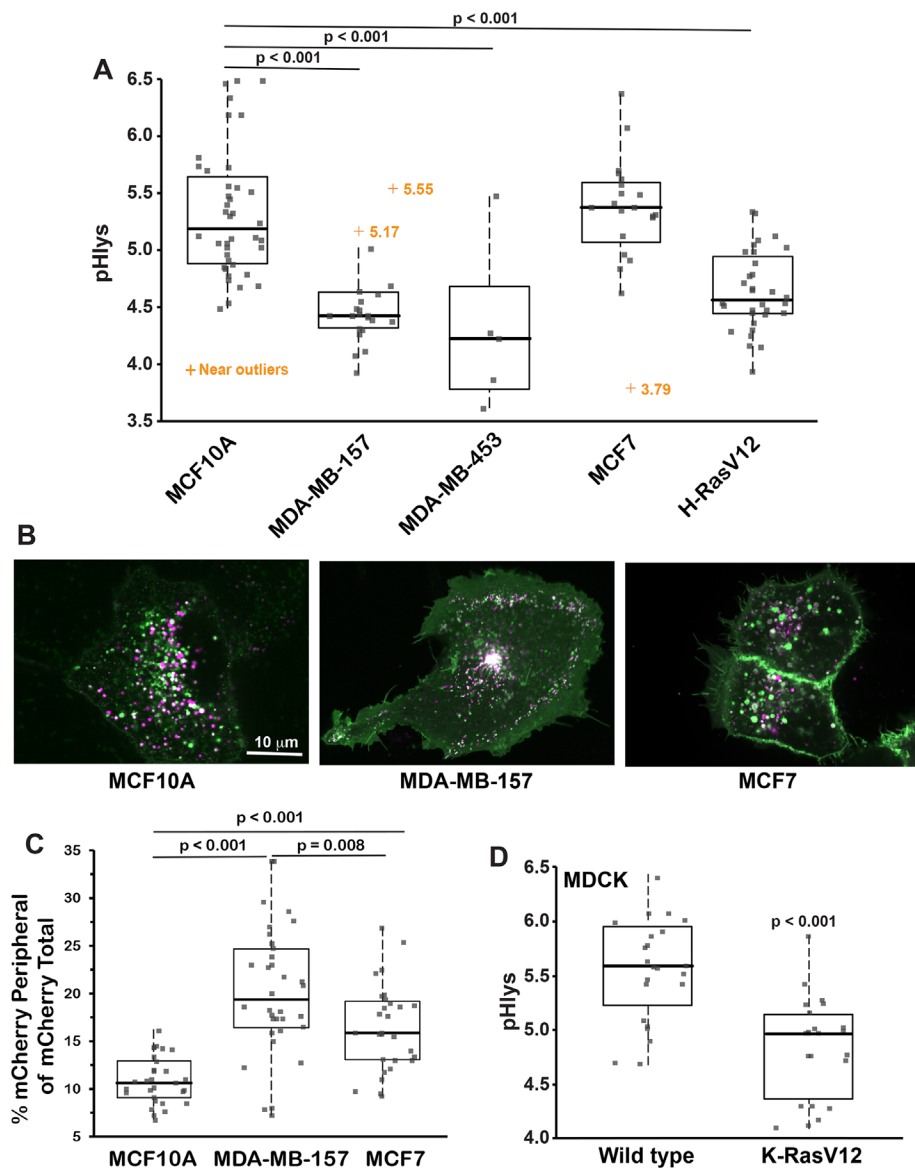 p < 0.001
p < 0.001
p < 0.001
A
6.5
6.0
5.5
5.0
4.5
4.0
3.5
pHlys
+ 5.55
+ 5.17
+ Near outliers
+ 3.79
MCF10A
MDA-MB-157
MDA-MB-453
MCF7
H-RasV12
B
10 µm
MCF10A
MDA-MB-157
MCF7
C
p < 0.001
p < 0.001
p = 0.008
35
30
25
20
15
10
5
% mCherry Peripheral
of mCherry Total
MCF10A
MDA-MB-157
MCF7
D
MDCK
p < 0.001
6.5
6.0
5.5
5.0
4.5
4.0
pHlys
Wild type
K-RasV12